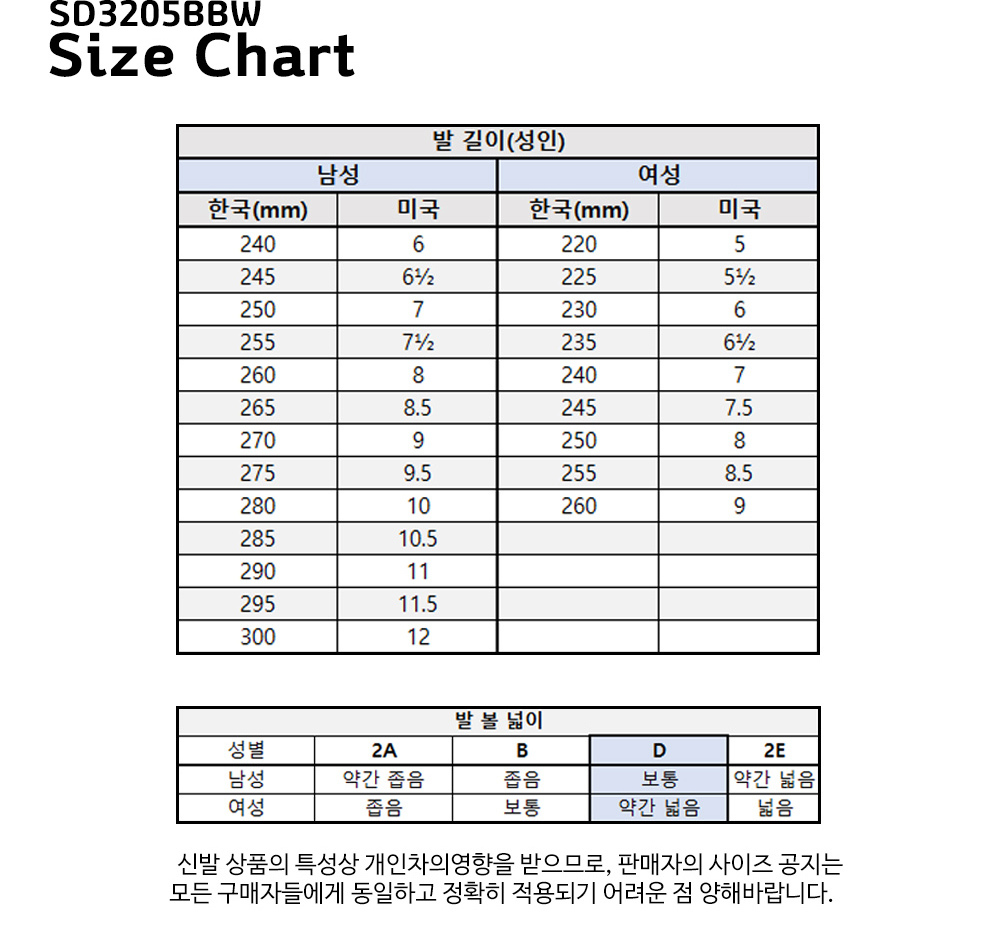 SD3205BBW
Size Chart
발 길이(성인)
남성 여성
한국(mm) 미국 한국(mm) 미국
240 6 220 5
245 6½ 225 5½
250 7 230 6
255 7½ 235 6½
260 8 240 7
265 8.5 245 7.5
270 9 250 8
275 9.5 255 8.5
280 10 260 9
285 10.5
290 11
295 11.5
300 12
발 볼 넓이
성별 2A B D 2E
남성 약간 좁음 좁음 보통 약간 넓음
여성 좁음 보통 약간 넓음 넓음
신발 상품의 특성상 개인차의영향을 받으므로, 판매자의 사이즈 공지는
모든 구매자들에게 동일하고 정확히 적용되기 어려운 점 양해바랍니다.